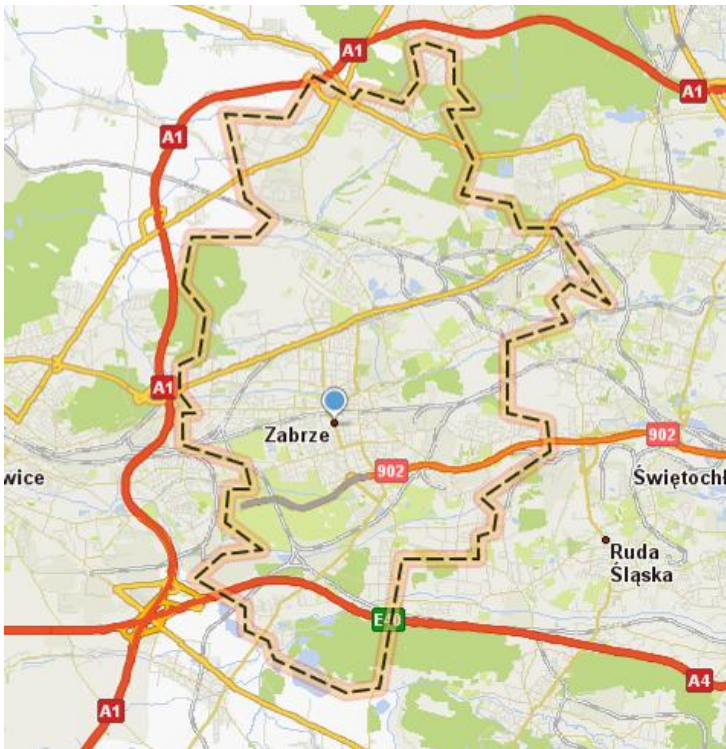 A1
A1
A1
A1
Zabrze
902
902
wice
Świętochł
Ruda
Śląska
E40
A4
A1